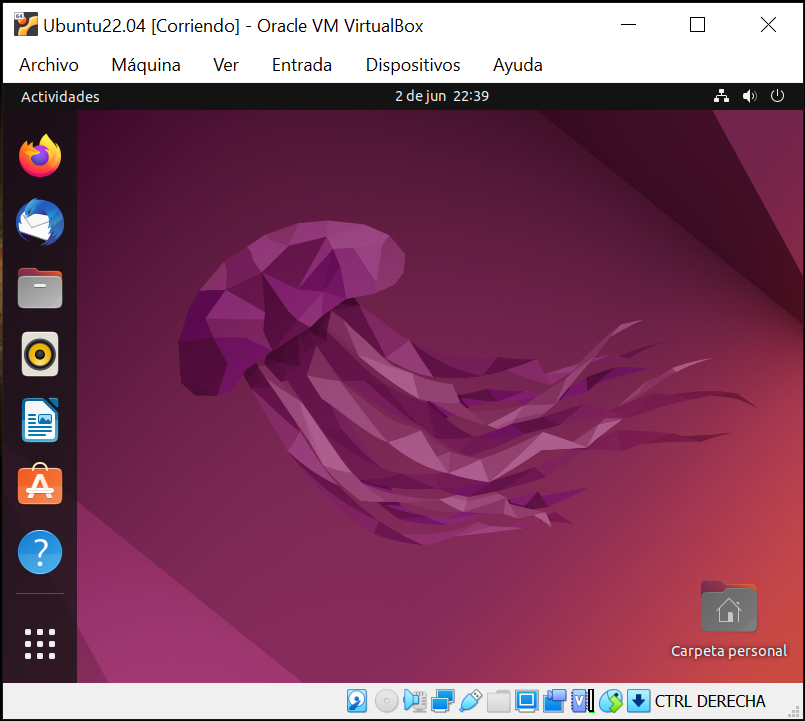 Ubuntu22.04 [Corriendo] - Oracle VM VirtualBox
Archivo Máquina Ver Entrada Dispositivos Ayuda
Actividades 2 de jun 22:39
Carpeta personal
CTRL DERECHA